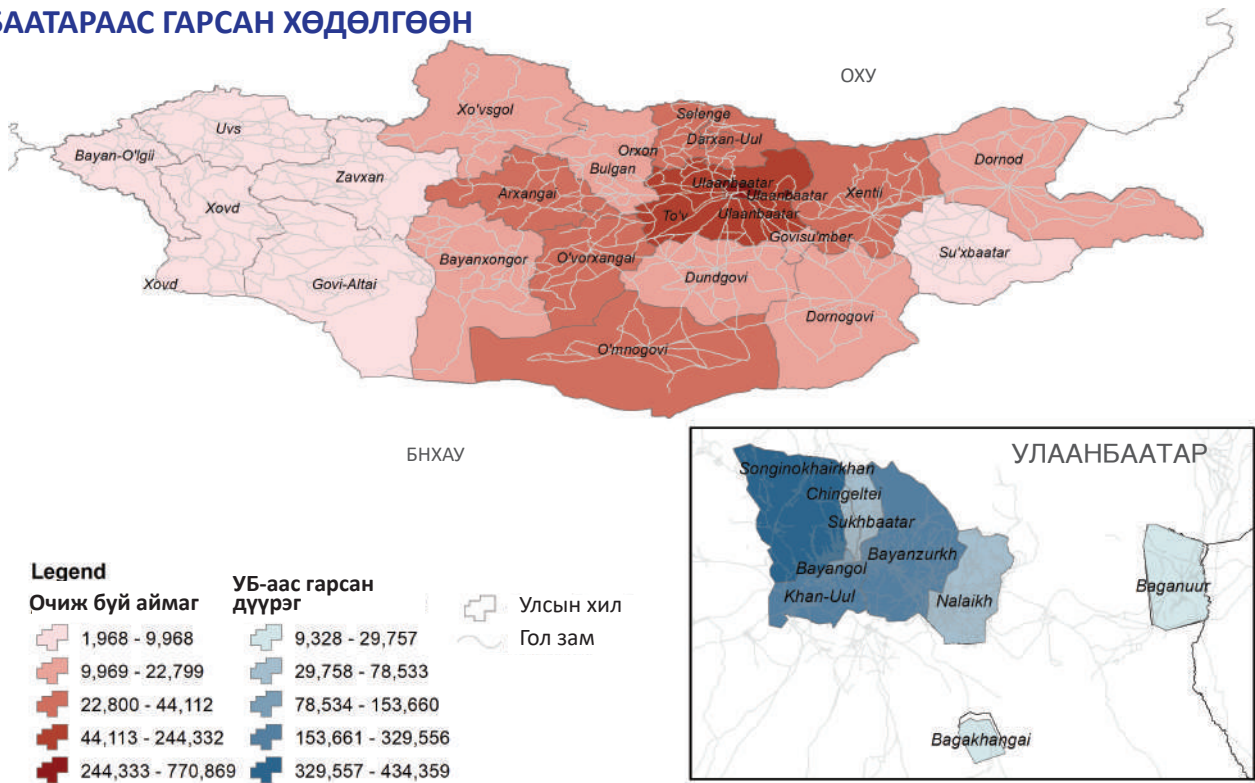 БААТАРААС ГАРСАН ХӨДӨЛГӨӨН
ОХУ
Xo'vsgol
Selenge
Uvs
Darxan-Uul
Orxon
Bayan-O'lgii
Bulgan
Dornod
Zavxan
Ulaanbaatar
Arxangai
Ulaanbaatar
Xentii
Xovd
To'v
Ulaanbaatar
Govisu'mber
Su'xbaatar
Bayanxongor
O'vorxangai
Xovd
Govi-Altai
Dundgovi
Dornogovi
O'mnogovi
БНХАУ
УЛААНБААТАР
Songinokhairkhan
Chingeltei
Sukhbaatar
Bayanzurkh
Bayangol
Khan-Uul
Nalaikh
Baganuur
Bagakhangai
Legend
Очиж буй аймаг
1,968 - 9,968
9,969 - 22,799
22,800 - 44,112
44,113 - 244,332
244,333 - 770,869
УБ-аас гарсан
дүүрэг
9,328 - 29,757
29,758 - 78,533
78,534 - 153,660
153,661 - 329,556
329,557 - 434,359
Улсын хил
Гол зам